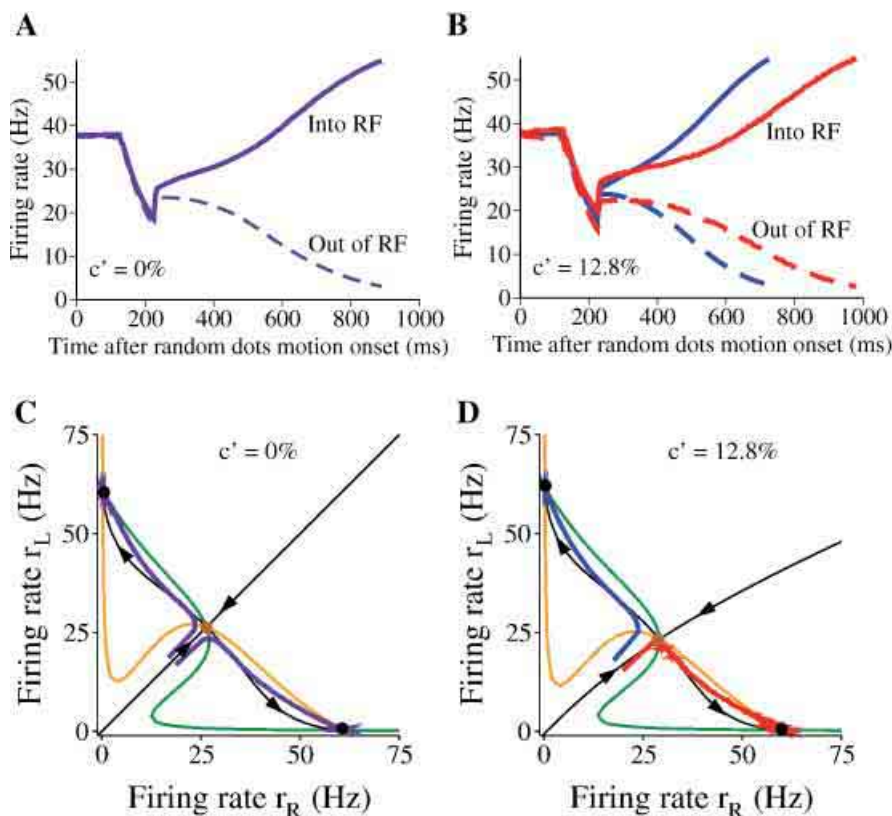 A
B
Firing rate (Hz)
50
40
30
20
10
0
Into RF
Out of RF
c' = 0%
0 200 400 600 800 1000
Time after random dots motion onset (ms)
Firing rate (Hz)
50
40
30
20
10
0
Into RF
Out of RF
c' = 12.8%
0 200 400 600 800 1000
Time after random dots motion onset (ms)
C
D
Firing rate r_L (Hz)
75
50
25
0
c' = 0%
0 25 50 75
Firing rate r_R (Hz)
Firing rate r_L (Hz)
75
50
25
0
c' = 12.8%
0 25 50 75
Firing rate r_R (Hz)